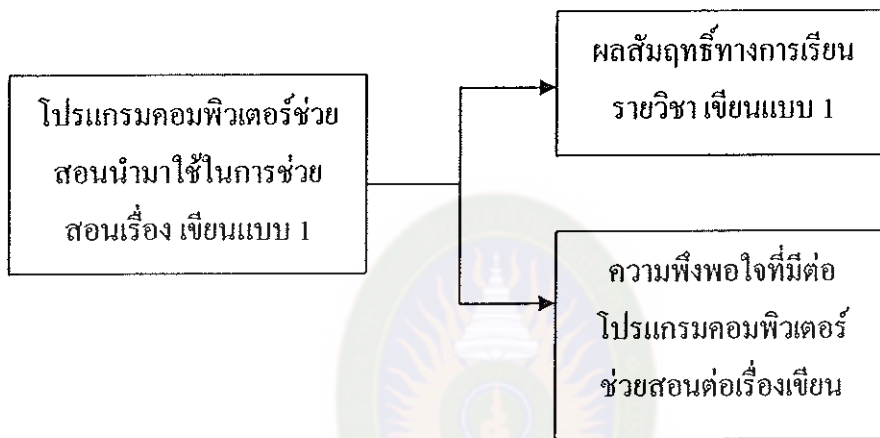 โปรแกรมคอมพิวเตอร์ช่วย
สอนนำมาใช้ในการช่วย
สอนเรื่อง เขียนแบบ 1
ผลสัมฤทธิ์ทางการเรียน
รายวิชา เขียนแบบ 1
ความพึงพอใจที่มีต่อ
โปรแกรมคอมพิวเตอร์
ช่วยสอนต่อเรื่องเขียน